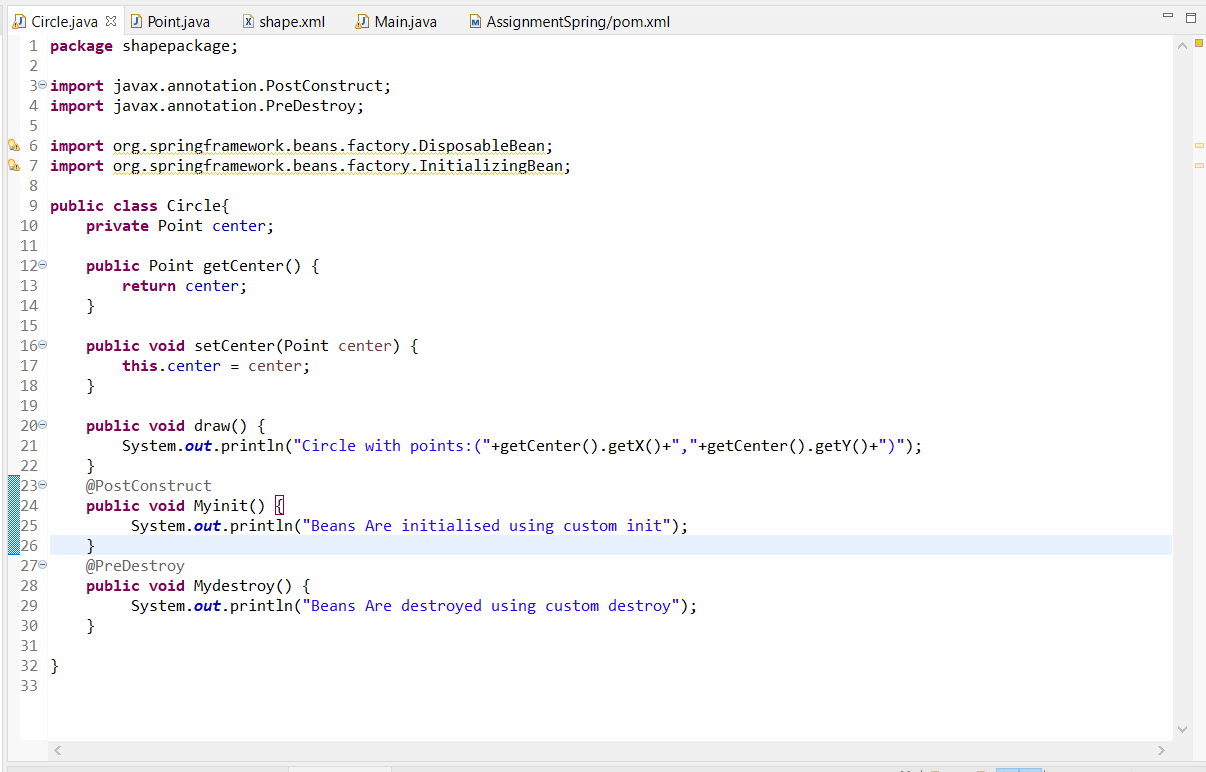 Circle.java Point.java shape.xml Main.java AssignmentSpring/pom.xml
1 package shapepackage;
2
3 import javax.annotation.PostConstruct;
4 import javax.annotation.PreDestroy;
5
6 import org.springframework.beans.factory.DisposableBean;
7 import org.springframework.beans.factory.InitializingBean;
8
9 public class Circle{
10     private Point center;
11
12     public Point getCenter() {
13         return center;
14     }
15
16     public void setCenter(Point center) {
17         this.center = center;
18     }
19
20     public void draw() {
21         System.out.println("Circle with points:("+getCenter().getX()+","+getCenter().getY()+")");
22     }
23     @PostConstruct
24     public void Myinit() {
25          System.out.println("Beans Are initialised using custom init");
26     }
27     @PreDestroy
28     public void Mydestroy() {
29          System.out.println("Beans Are destroyed using custom destroy");
30     }
31
32 }
33